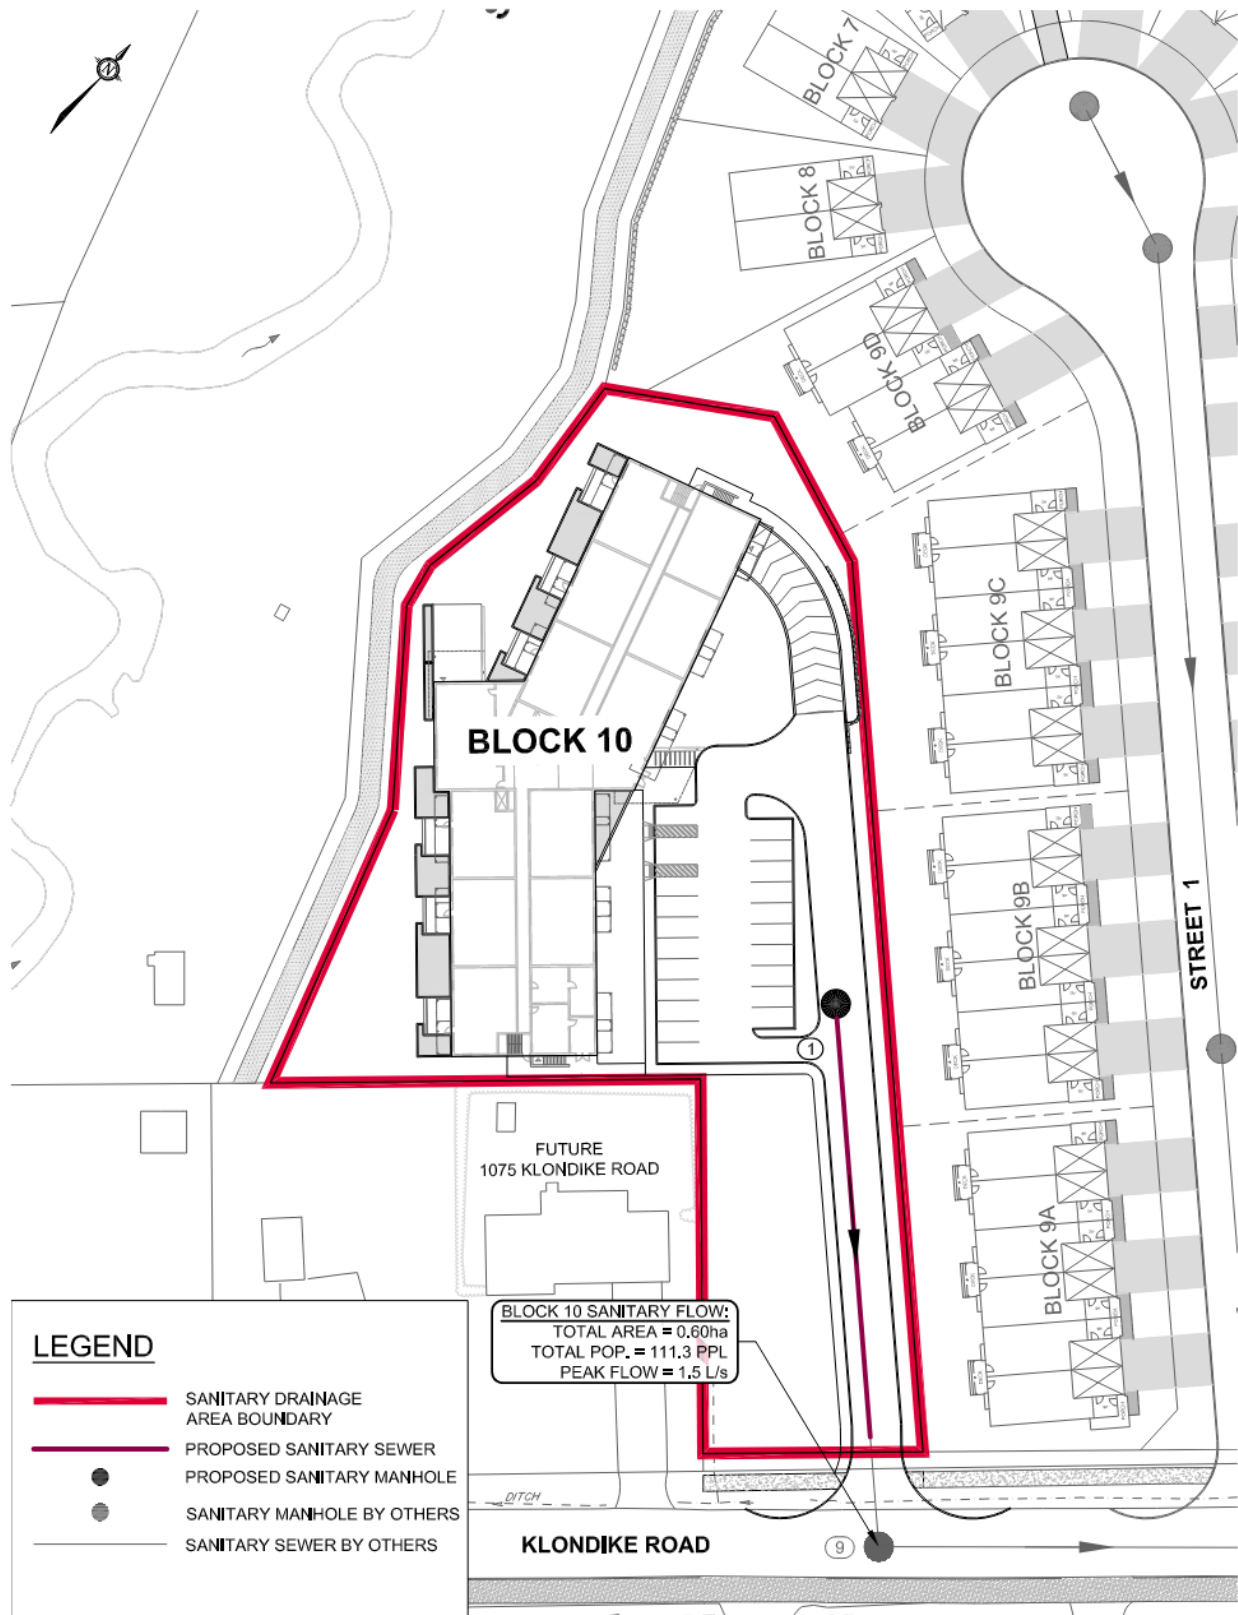 N
BLOCK 7
BLOCK 8
BLOCK 9D
BLOCK 9C
BLOCK 10
BLOCK 9B
STREET 1
1
BLOCK 9A
FUTURE
1075 KLONDIKE ROAD
BLOCK 10 SANITARY FLOW:
TOTAL AREA = 0.60ha
TOTAL POP. = 111.3 PPL
PEAK FLOW = 1.5 L/s
DITCH
KLONDIKE ROAD
9
LEGEND
SANITARY DRAINAGE
AREA BOUNDARY
PROPOSED SANITARY SEWER
PROPOSED SANITARY MANHOLE
SANITARY MANHOLE BY OTHERS
SANITARY SEWER BY OTHERS